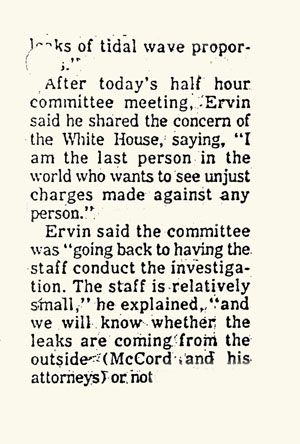 leaks of tidal wave propor-
After today's half hour
committee meeting, Ervin
said he shared the concern of
the White House, saying, "I
am the last person in the
world who wants to see unjust
charges made against any
person."
Ervin said the committee
was "going back to having the
staff conduct the investiga-
tion. The staff is relatively
small," he explained, "and
we will know whether the
leaks are coming from the
outside (McCord and his
attorneys) or not